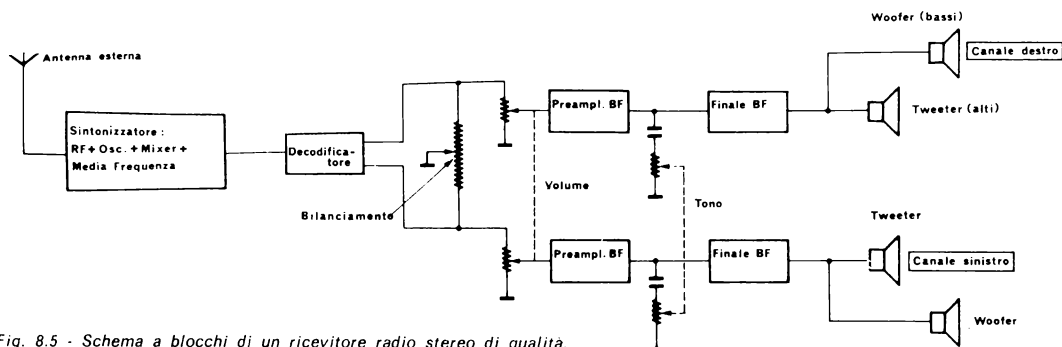 Woofer (bassi)
Canale destro
Antenna esterna
Preampl. BF
Finale BF
Tweeter (alti)
Sintonizzatore :
RF+ Osc. + Mixer +
Media Frequenza
Decodifica-
tore
Volume
Tono
Bilanciamento
Tweeter
Preampl. BF
Finale BF
Canale sinistro
Woofer
Fig. 8.5 - Schema a blocchi di un ricevitore radio stereo di qualità